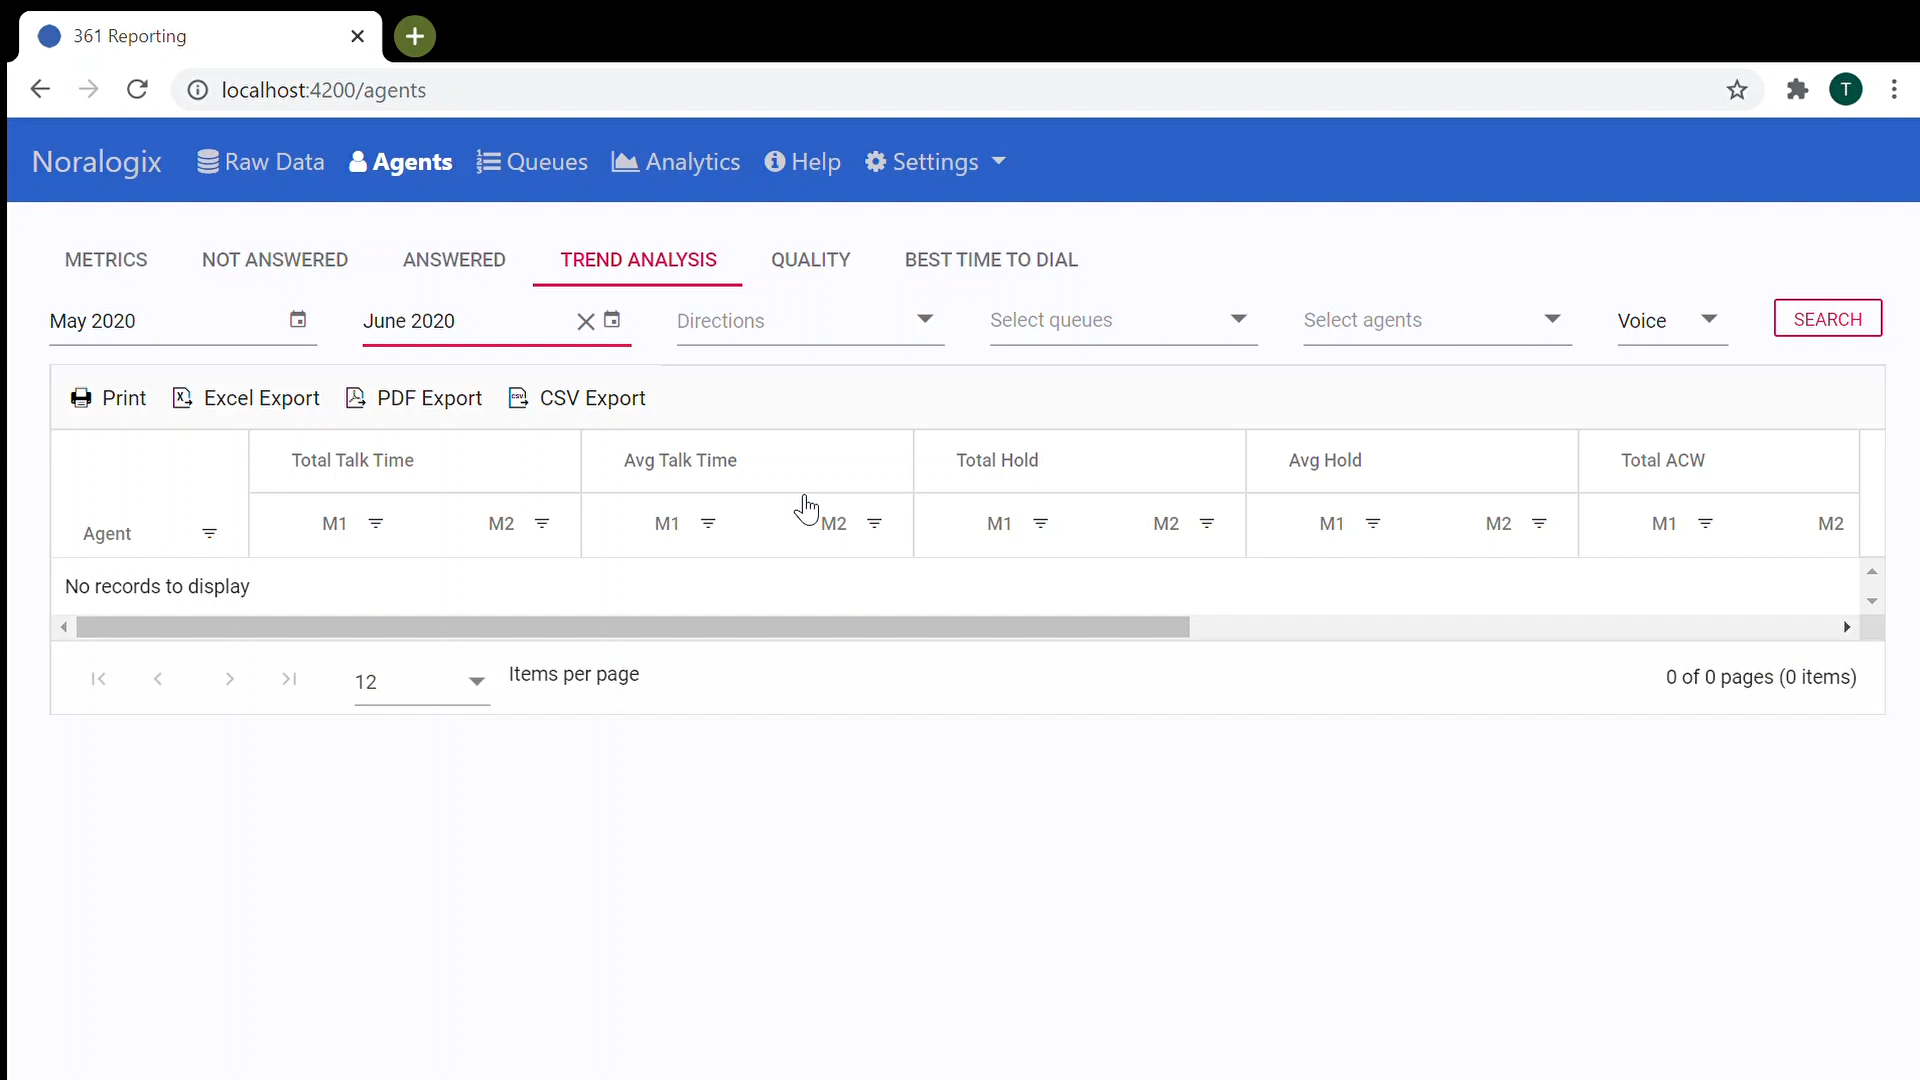 361 Reporting
localhost:4200/agents
T
Noralogix Raw Data Agents Queues Analytics Help Settings
METRICS NOT ANSWERED ANSWERED TREND ANALYSIS QUALITY BEST TIME TO DIAL
May 2020 June 2020 Directions Select queues Select agents Voice SEARCH
Print Excel Export PDF Export CSV Export
Total Talk Time Avg Talk Time Total Hold Avg Hold Total ACW
Agent M1 M2 M1 M2 M1 M2 M1 M2 M1 M2
No records to display
12 Items per page 0 of 0 pages (0 items)